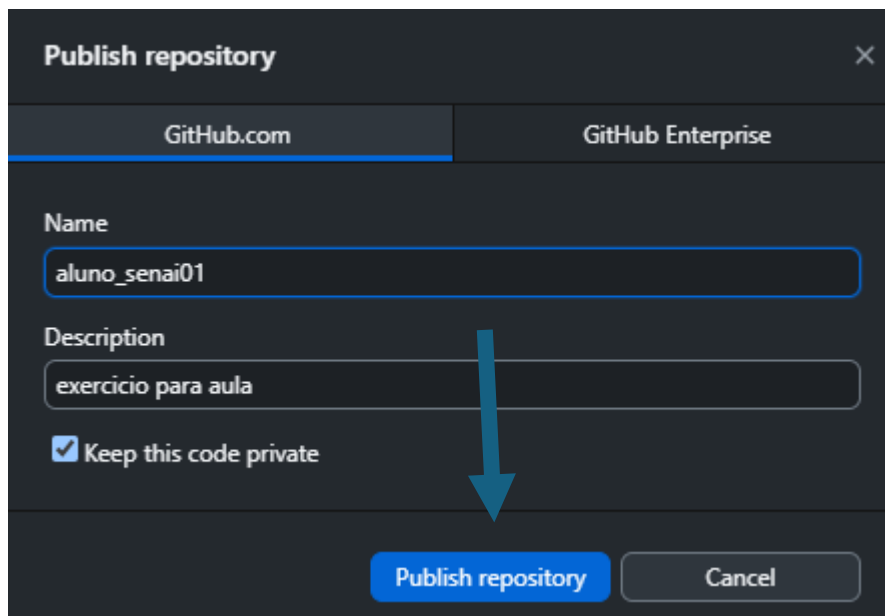 Publish repository
GitHub.com
GitHub Enterprise
Name
aluno_senai01
Description
exercicio para aula
Keep this code private
Publish repository
Cancel